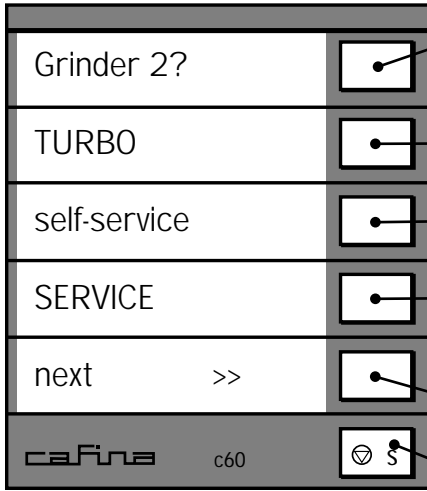 Grinder 2?
TURBO
self-service
SERVICE
next >>
cafina c60 S